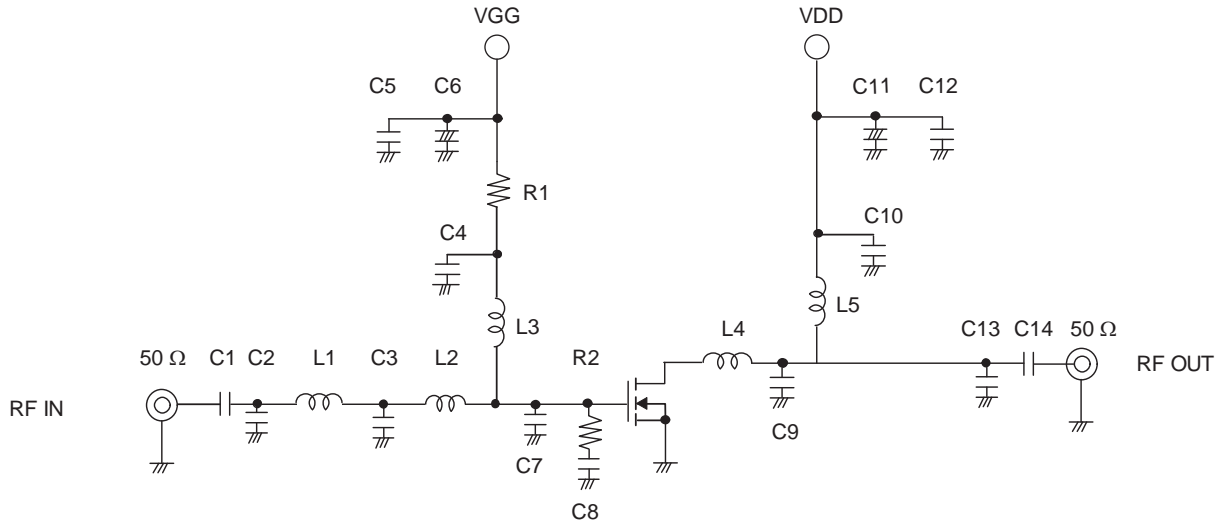 VGG
VDD
C5
C6
C11
C12
R1
C4
C10
L3
L5
50 Ω
C1
C2
L1
C3
L2
R2
L4
C13
C14
50 Ω
RF OUT
RF IN
C7
C9
C8